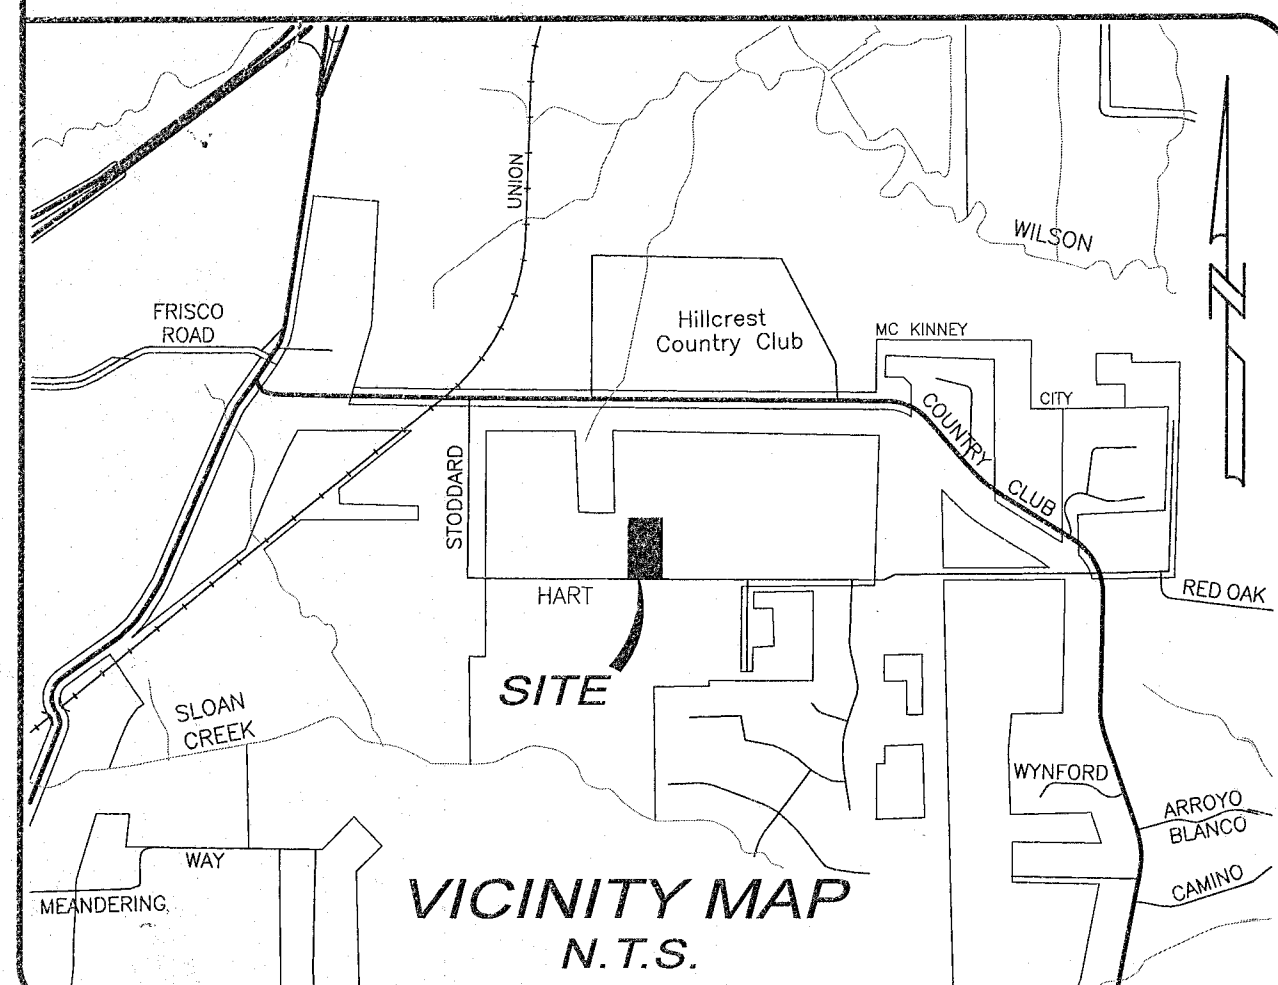 UNION
WILSON
FRISCO
ROAD
Hillcrest
Country Club
MC KINNEY
CITY
COUNTRY
CLUB
STODDARD
HART
RED OAK
SITE
SLOAN
CREEK
WYNFORD
ARROYO
BLANCO
WAY
CAMINO
MEANDERING
VICINITY MAP
N.T.S.
N